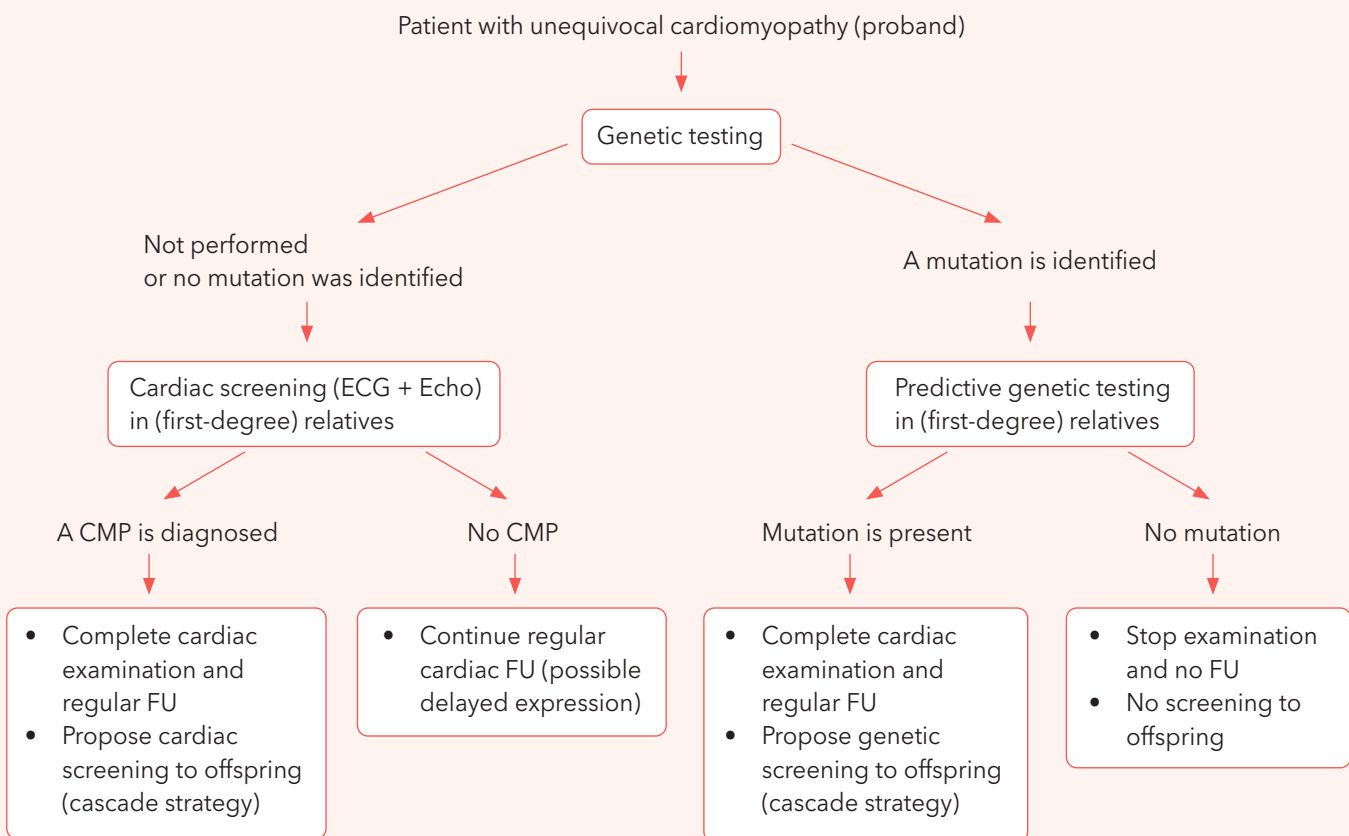 Patient with unequivocal cardiomyopathy (proband)
Genetic testing
Not performed
or no mutation was identified
A mutation is identified
Cardiac screening (ECG + Echo)
in (first-degree) relatives
Predictive genetic testing
in (first-degree) relatives
A CMP is diagnosed
No CMP
Mutation is present
No mutation
• Complete cardiac
examination and
regular FU
• Propose cardiac
screening to offspring
(cascade strategy)
• Continue regular
cardiac FU (possible
delayed expression)
• Complete cardiac
examination and
regular FU
• Propose genetic
screening to offspring
(cascade strategy)
• Stop examination
and no FU
• No screening to
offspring